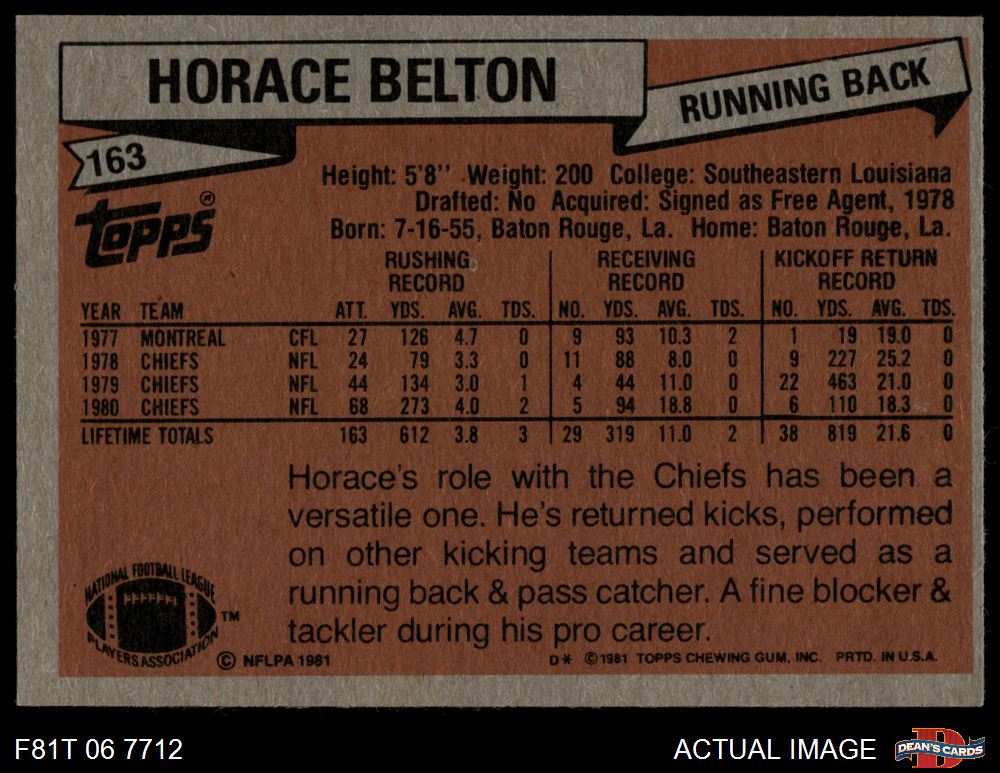 HORACE BELTON
RUNNING BACK
163
Topps®
Height: 5'8'' Weight: 200 College: Southeastern Louisiana
Drafted: No Acquired: Signed as Free Agent, 1978
Born: 7-16-55, Baton Rouge, La. Home: Baton Rouge, La.
RUSHING RECORD RECEIVING RECORD KICKOFF RETURN RECORD
YEAR TEAM ATT. YDS. AVG. TDS. NO. YDS. AVG. TDS. NO. YDS. AVG. TDS.
1977 MONTREAL CFL 27 126 4.7 0 9 93 10.3 2 1 19 19.0 0
1978 CHIEFS NFL 24 79 3.3 0 11 88 8.0 0 9 227 25.2 0
1979 CHIEFS NFL 44 134 3.0 1 4 44 11.0 0 22 463 21.0 0
1980 CHIEFS NFL 68 273 4.0 2 5 94 18.8 0 6 110 18.3 0
LIFETIME TOTALS 163 612 3.8 3 29 319 11.0 2 38 819 21.6 0
Horace's role with the Chiefs has been a
versatile one. He's returned kicks, performed
on other kicking teams and served as a
running back & pass catcher. A fine blocker &
tackler during his pro career.
NATIONAL FOOTBALL LEAGUE
PLAYERS ASSOCIATION
™
© NFLPA 1981
D* © 1981 TOPPS CHEWING GUM, INC. PRTD. IN U.S.A.
F81T 06 7712
ACTUAL IMAGE
DEAN'S CARDS